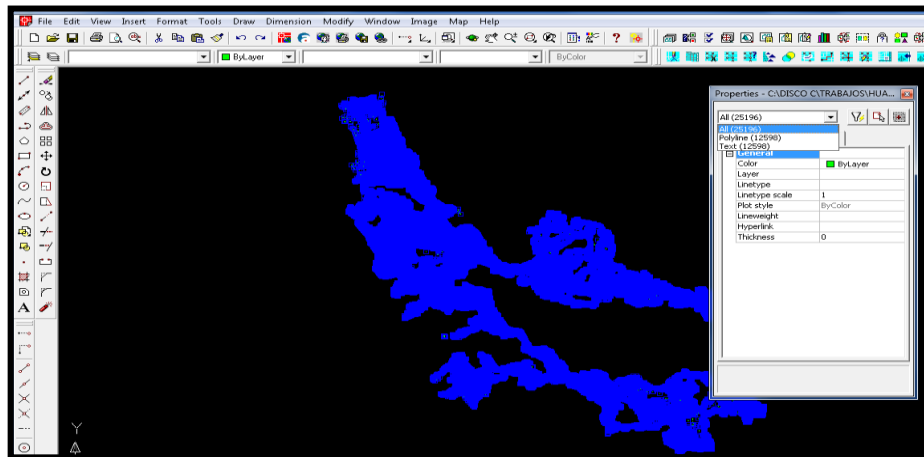 File Edit View Insert Format Tools Draw Dimension Modify Window Image Map Help
ByLayer ByColor
Properties - C:\DISCO C\TRABAJOS\HUA...
All (25196)
All (25196)
Polyline (12598)
Text (12598)
General
Color ByLayer
Layer
Linetype
Linetype scale 1
Plot style ByColor
Lineweight
Hyperlink
Thickness 0
A
Y